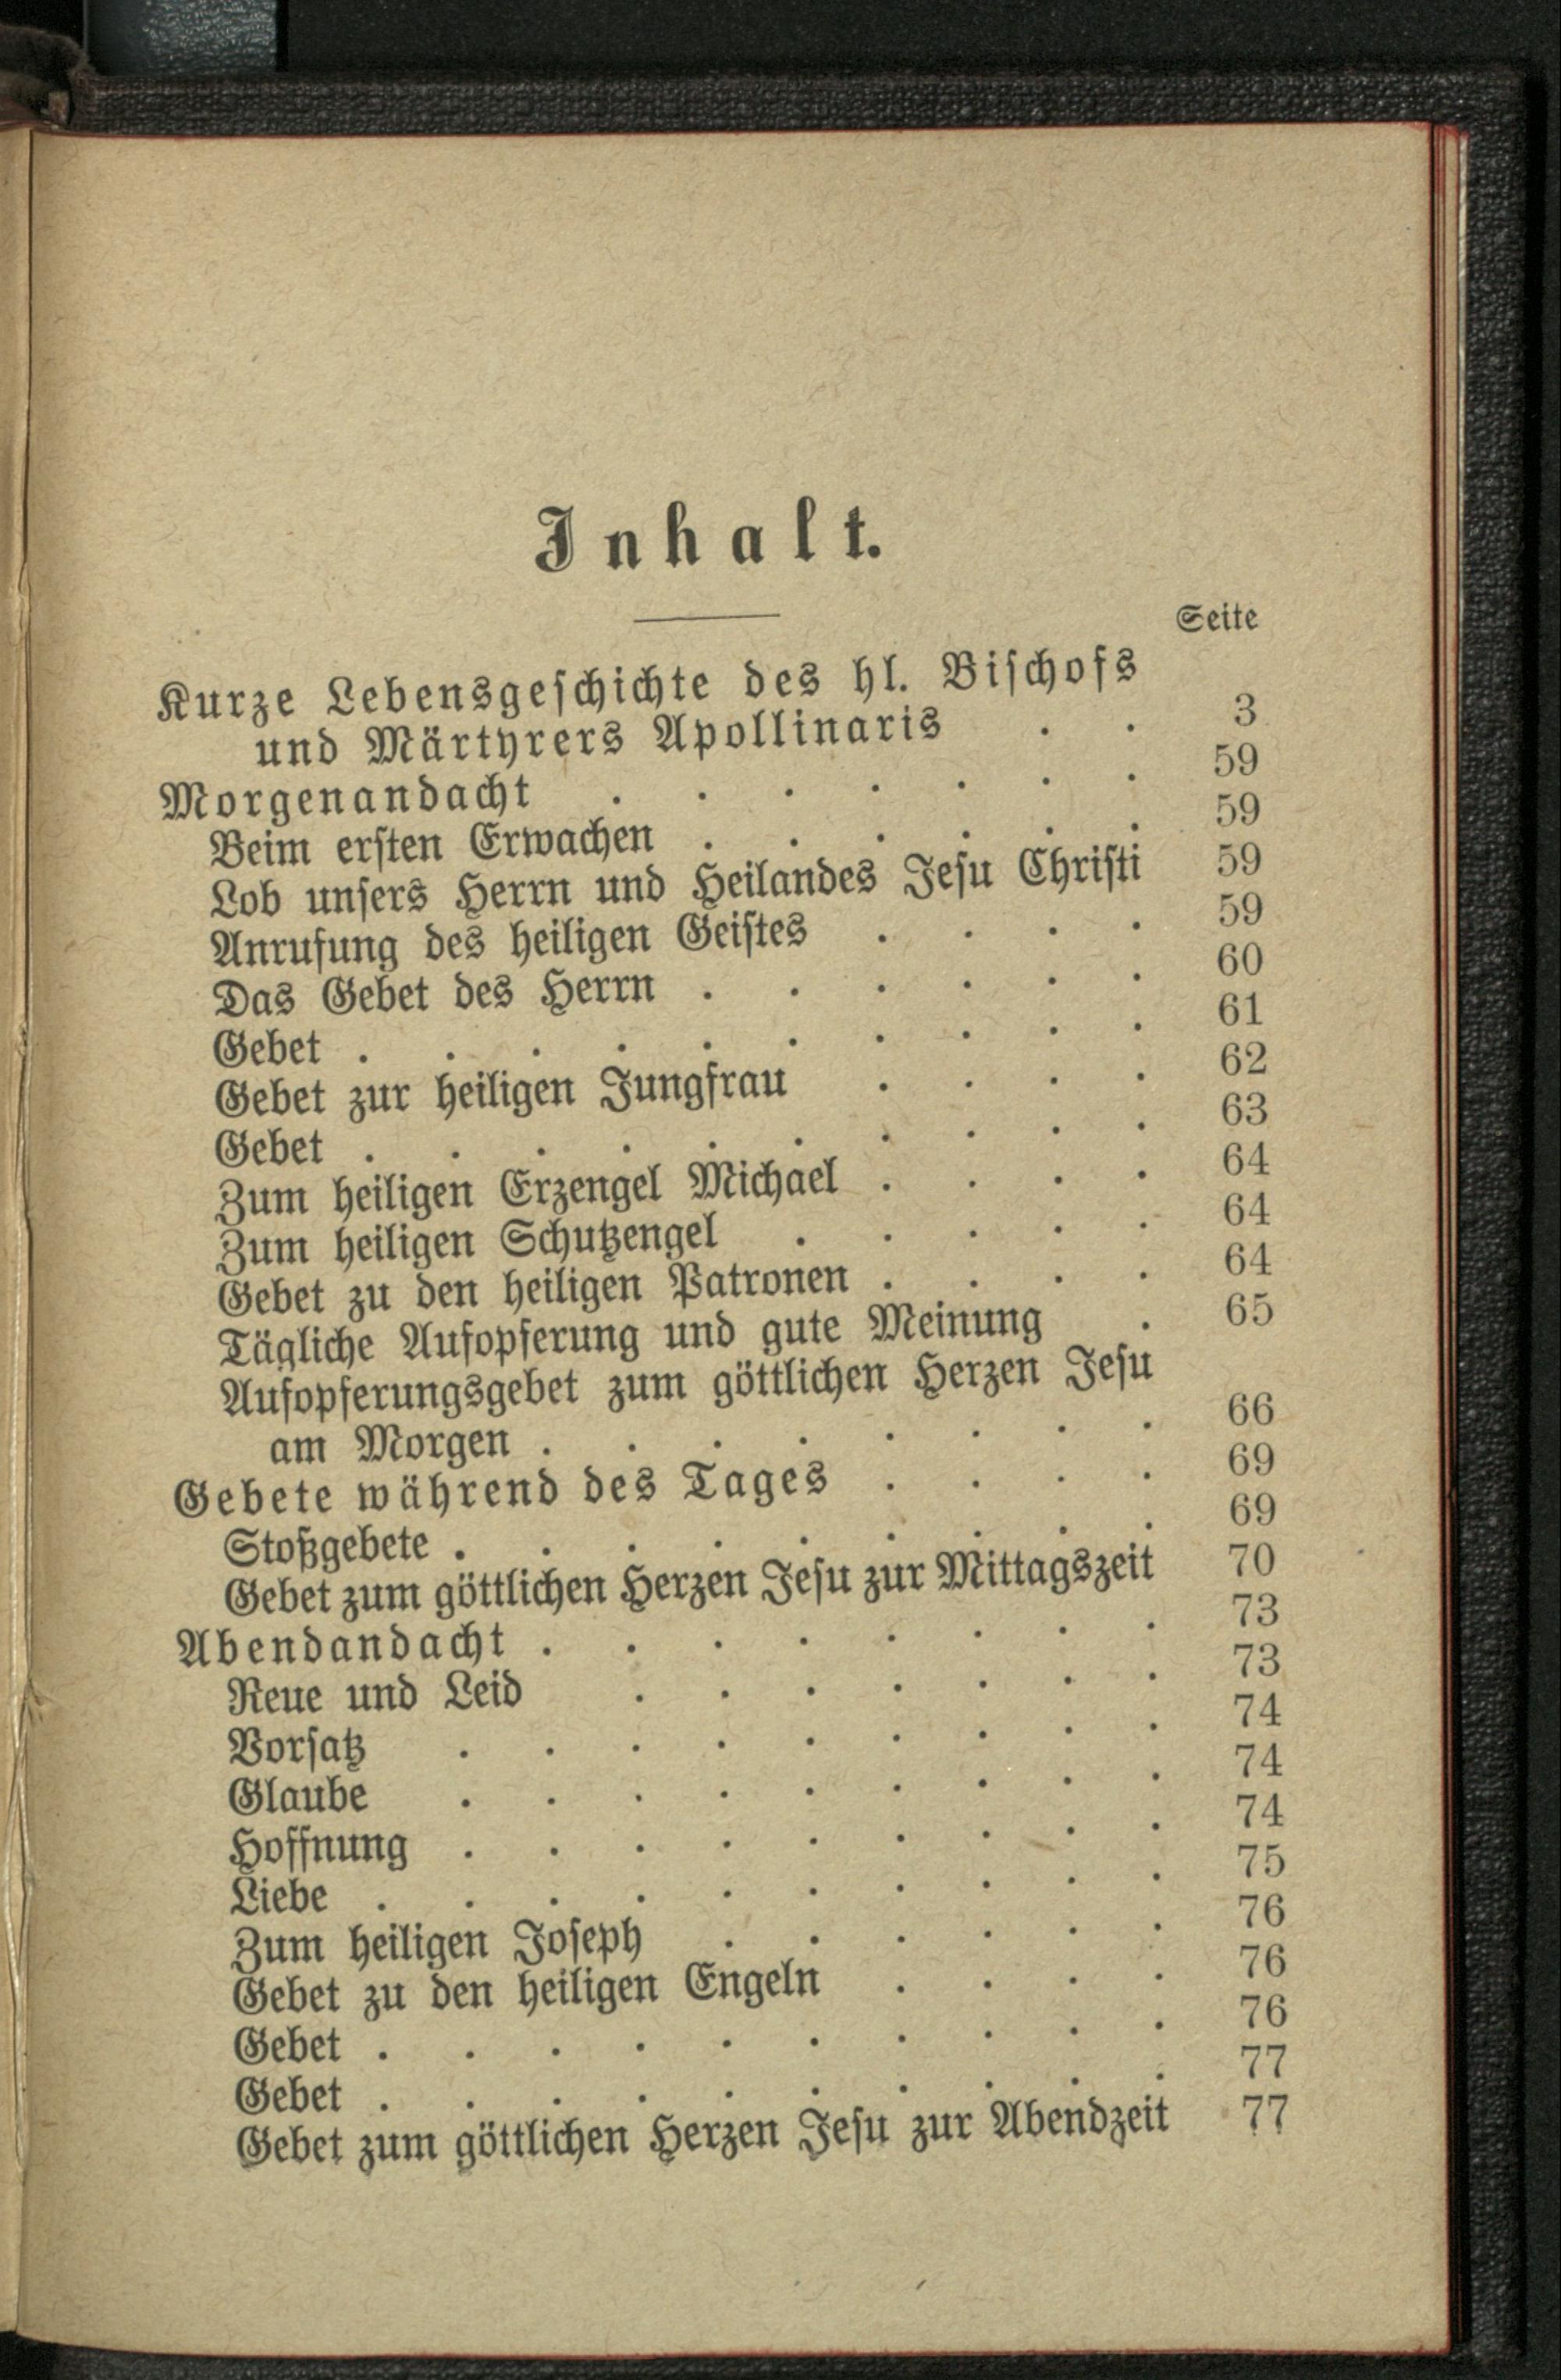 Inhalt.
Seite
Kurze Lebensgeschichte des hl. Bischofs
und Märtyrers Apollinaris . . 3
Morgenandacht . . . . . . . 59
Beim ersten Erwachen . . . . . . 59
Lob unsers Herrn und Heilandes Jesu Christi 59
Anrufung des heiligen Geistes . . . . 59
Das Gebet des Herrn . . . . . . 60
Gebet . . . . . . . . . . 61
Gebet zur heiligen Jungfrau . . . . 62
Gebet . . . . . . . . . . 63
Zum heiligen Erzengel Michael . . . . 64
Zum heiligen Schutzengel . . . . . 64
Gebet zu den heiligen Patronen . . . . 64
Tägliche Aufopferung und gute Meinung . 65
Aufopferungsgebet zum göttlichen Herzen Jesu
am Morgen . . . . . . . . 66
Gebete während des Tages . . . . 69
Stoßgebete . . . . . . . . . 69
Gebet zum göttlichen Herzen Jesu zur Mittagszeit 70
Abendandacht . . . . . . . . 73
Reue und Leid . . . . . . . 73
Vorsatz . . . . . . . . . 74
Glaube . . . . . . . . . 74
Hoffnung . . . . . . . . . 74
Liebe . . . . . . . . . . 75
Zum heiligen Joseph . . . . . . 76
Gebet zu den heiligen Engeln . . . . 76
Gebet . . . . . . . . . . 76
Gebet . . . . . . . . . . 77
Gebet zum göttlichen Herzen Jesu zur Abendzeit 77